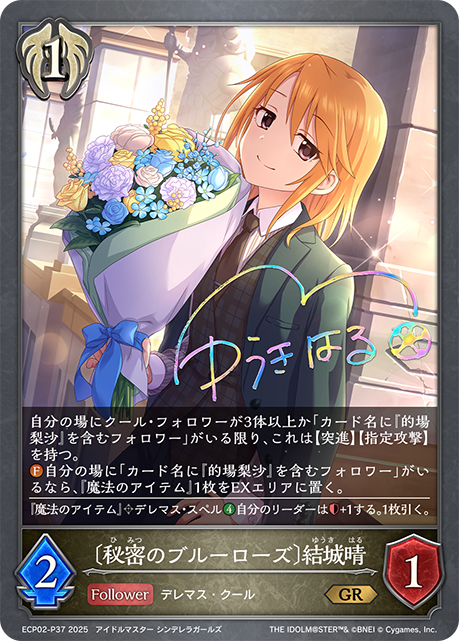 1
ゆうきはる
自分の場にクール・フォロワーが3体以上か「カード名に『的場
梨沙』を含むフォロワー」がいる限り、これは【突進】【指定攻撃】
を持つ。
F自分の場に「カード名に『的場梨沙』を含むフォロワー」がい
るなら、『魔法のアイテム』1枚をEXエリアに置く。
『魔法のアイテム』デレマス・スペル4自分のリーダーは+1する。1枚引く。
ひみつ ゆうき はる
〔秘密のブルーローズ〕結城晴
2
1
Follower デレマス・クール GR
ECP02-P37 2025 アイドルマスター シンデレラガールズ THE IDOLM@STER™& ©BNEI © Cygames, Inc.